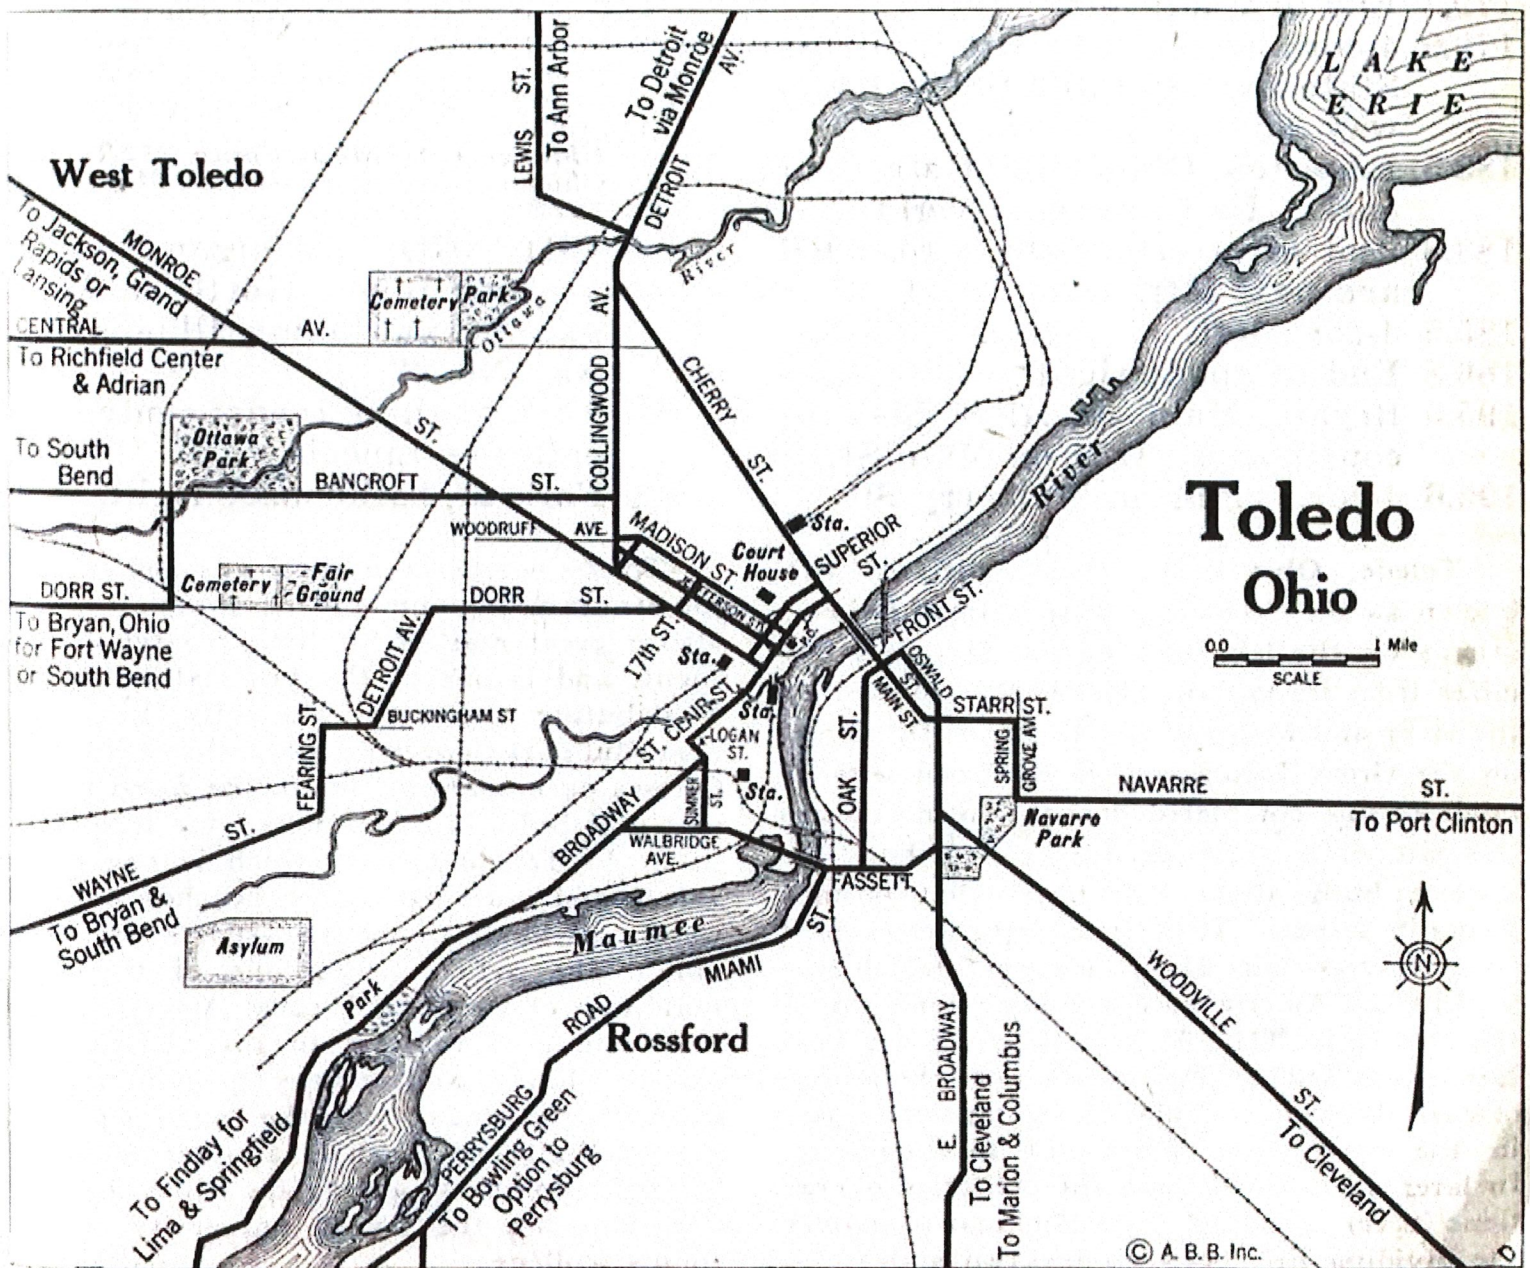 LAKE
ERIE
LEWIS ST.
To Ann Arbor
To Detroit
via Monroe
DETROIT AV.
West Toledo
To Jackson, Grand
Rapids or
Lansing
MONROE ST.
CENTRAL AV.
To Richfield Center
& Adrian
Cemetery
Park
Ottawa River
COLLINGWOOD AV.
CHERRY ST.
To South
Bend
Ottawa
Park
BANCROFT ST.
WOODRUFF AVE.
MADISON ST.
JEFFERSON ST.
Court
House
Sta.
SUPERIOR
ST.
River
Toledo
Ohio
0.0 1 Mile
SCALE
DORR ST.
Cemetery
Fair
Ground
DORR ST.
To Bryan, Ohio
for Fort Wayne
or South Bend
DETROIT AV.
17th ST.
Sta.
FRONT ST.
OSWALD
ST.
MAIN ST.
STARR ST.
BUCKINGHAM ST
ST. CLAIR ST.
Sta.
LOGAN
ST.
FEARING ST.
SPRING
GROVE AV.
NAVARRE ST.
To Port Clinton
Navarre
Park
OAK ST.
Sta.
SUMNER
ST.
BROADWAY
WALBRIDGE
AVE.
FASSETT
ST.
WAYNE ST.
To Bryan &
South Bend
Asylum
Maumee
Park
MIAMI
ROAD
Rossford
WOODVILLE ST.
To Cleveland
N
E. BROADWAY
To Cleveland
To Marion & Columbus
PERRYSBURG
To Bowling Green
Option to
Perrysburg
To Findlay for
Lima & Springfield
© A. B. B. Inc.